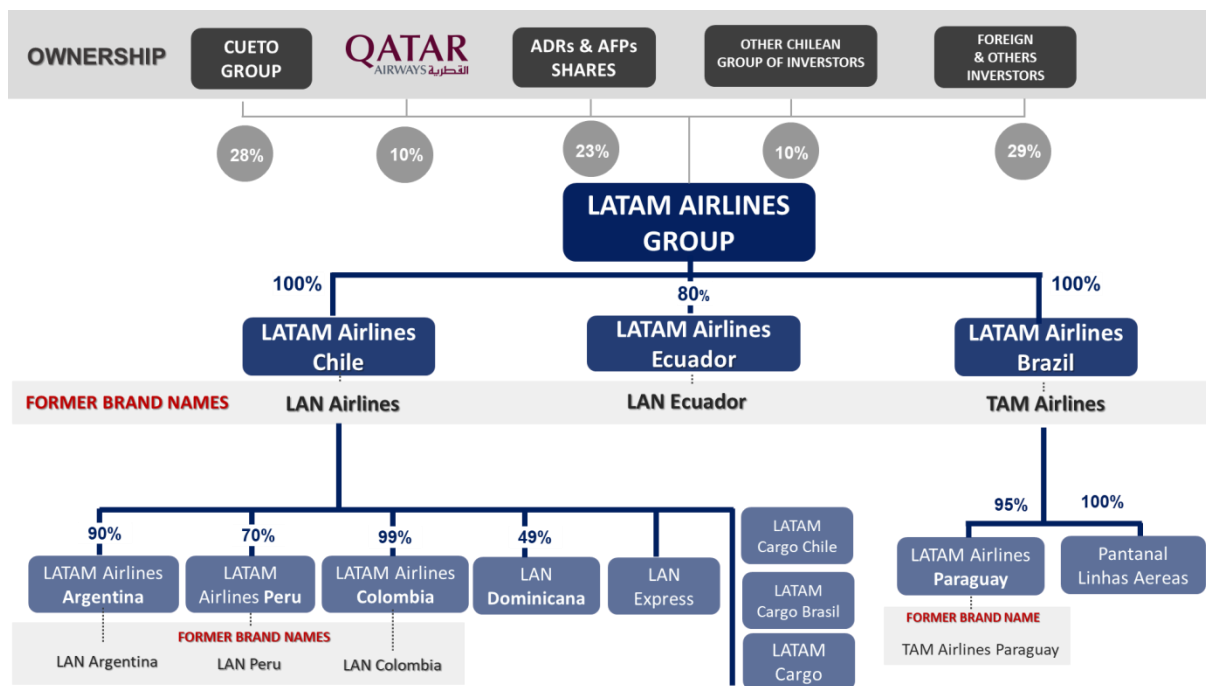 OWNERSHIP
CUETO
GROUP
QATAR
AIRWAYS القطرية
ADRs & AFPs
SHARES
OTHER CHILEAN
GROUP OF INVERSTORS
FOREIGN
& OTHERS
INVERSTORS
28%
10%
23%
10%
29%
LATAM AIRLINES
GROUP
100%
80%
100%
LATAM Airlines
Chile
LATAM Airlines
Ecuador
LATAM Airlines
Brazil
FORMER BRAND NAMES
LAN Airlines
LAN Ecuador
TAM Airlines
90%
70%
99%
49%
95%
100%
LATAM Airlines
Argentina
LATAM
Airlines Peru
LATAM Airlines
Colombia
LAN
Dominicana
LAN
Express
LATAM
Cargo Chile
LATAM
Cargo Brasil
LATAM
Cargo
LATAM Airlines
Paraguay
Pantanal
Linhas Aereas
FORMER BRAND NAMES
LAN Argentina
LAN Peru
LAN Colombia
FORMER BRAND NAME
TAM Airlines Paraguay